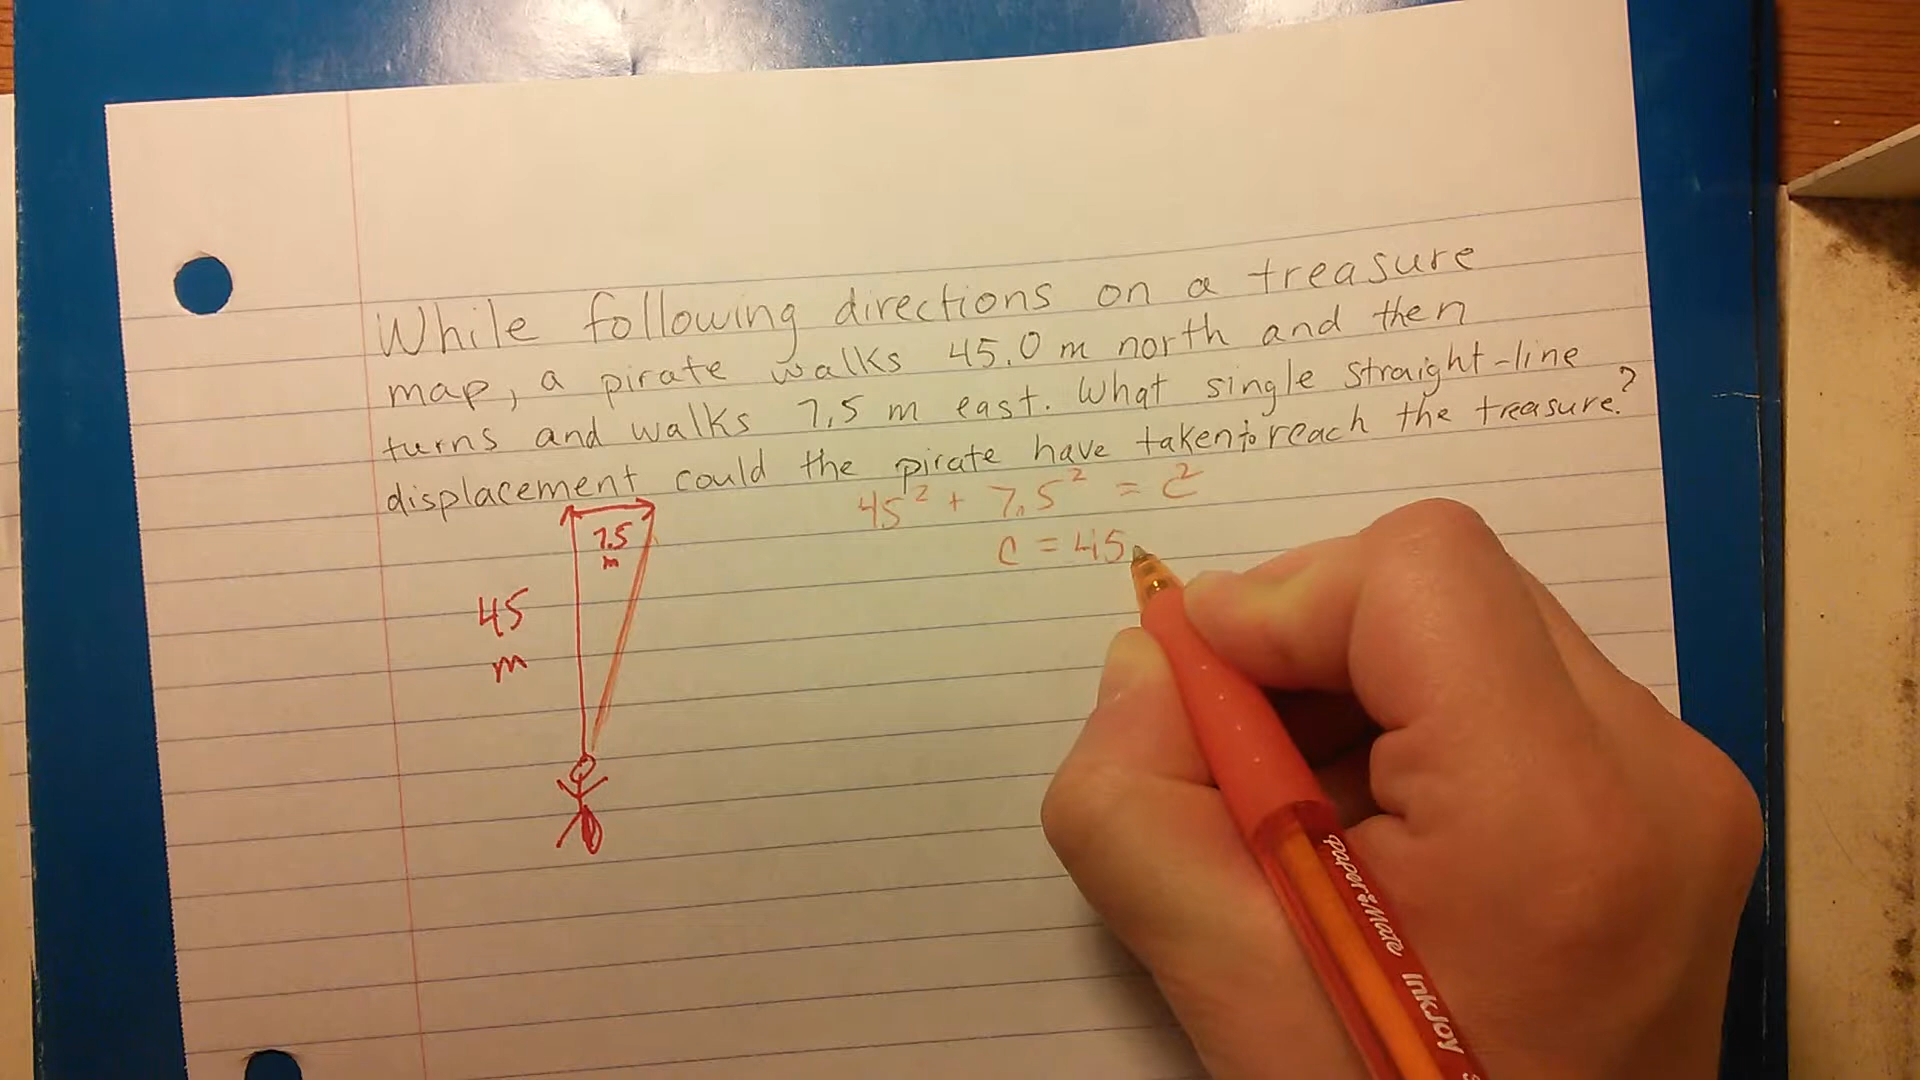 While following directions on a treasure
map, a pirate walks 45.0 m north and then
turns and walks 7.5 m east. What single straight-line
displacement could the pirate have taken to reach the treasure?
45² + 7.5² = c²
c = 45.
7.5
m
45
m
paper:Mate InkJoy